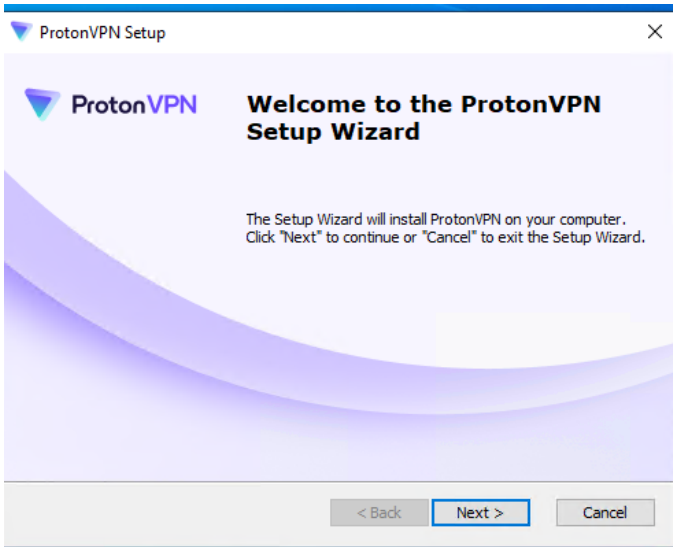 ProtonVPN Setup
ProtonVPN
Welcome to the ProtonVPN
Setup Wizard
The Setup Wizard will install ProtonVPN on your computer.
Click "Next" to continue or "Cancel" to exit the Setup Wizard.
< Back
Next >
Cancel